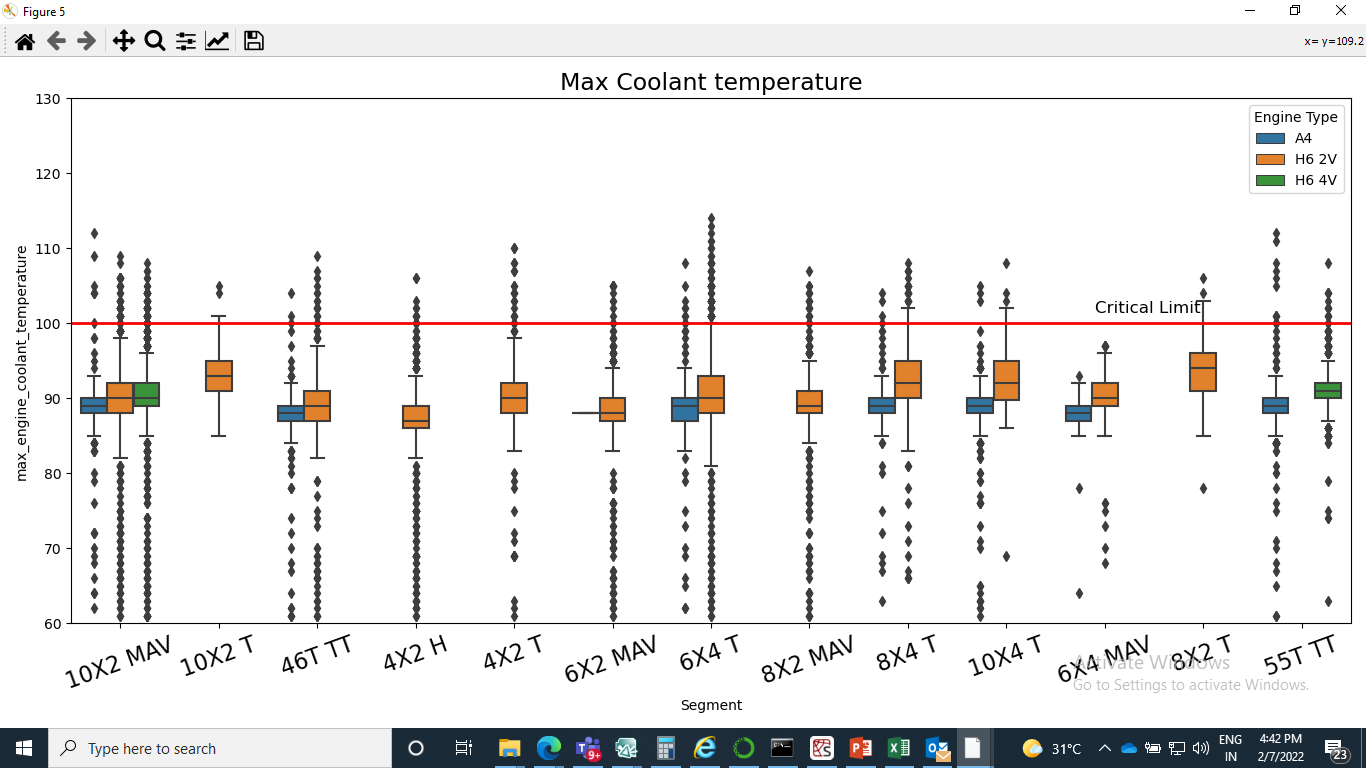 Figure 5
x= y=109.2
Max Coolant temperature
130
120
110
100
90
80
70
60
max_engine_coolant_temperature
Engine Type
A4
H6 2V
H6 4V
Critical Limit
10X2 MAV
10X2 T
46T TT
4X2 H
4X2 T
6X2 MAV
6X4 T
8X2 MAV
8X4 T
10X4 T
6X4 MAV
8X2 T
55T TT
Segment
Activate Windows
Go to Settings to activate Windows.
Type here to search
9+
31°C
ENG
IN
4:42 PM
2/7/2022
23